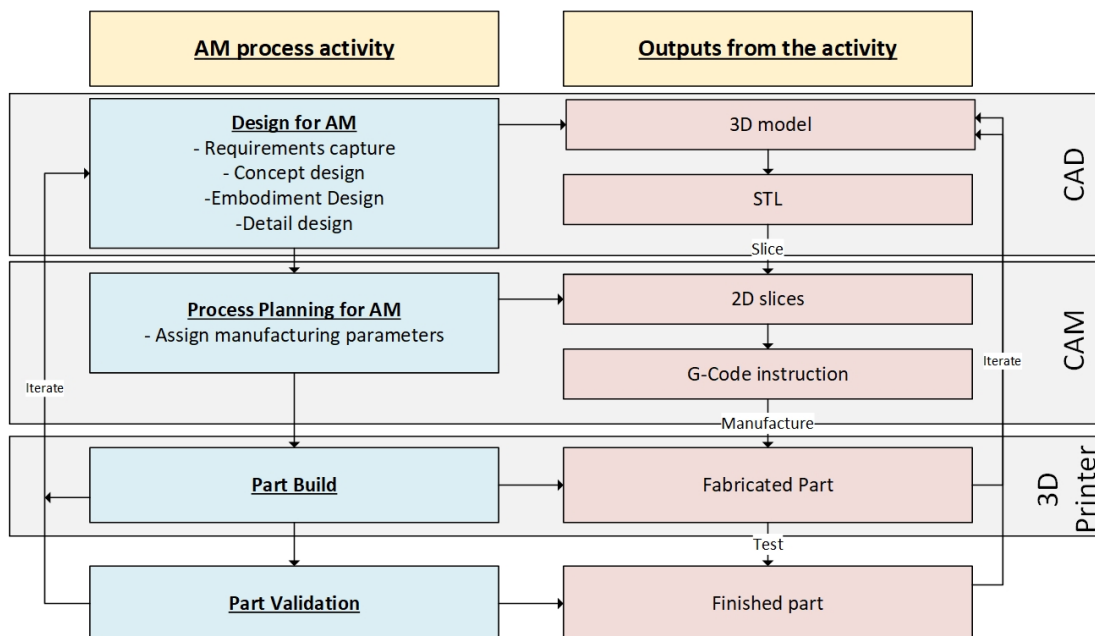 AM process activity
Outputs from the activity
Design for AM
- Requirements capture
- Concept design
-Embodiment Design
-Detail design
3D model
STL
CAD
Slice
Process Planning for AM
- Assign manufacturing parameters
2D slices
G-Code instruction
CAM
Iterate
Iterate
Manufacture
Part Build
Fabricated Part
3D
Printer
Test
Part Validation
Finished part